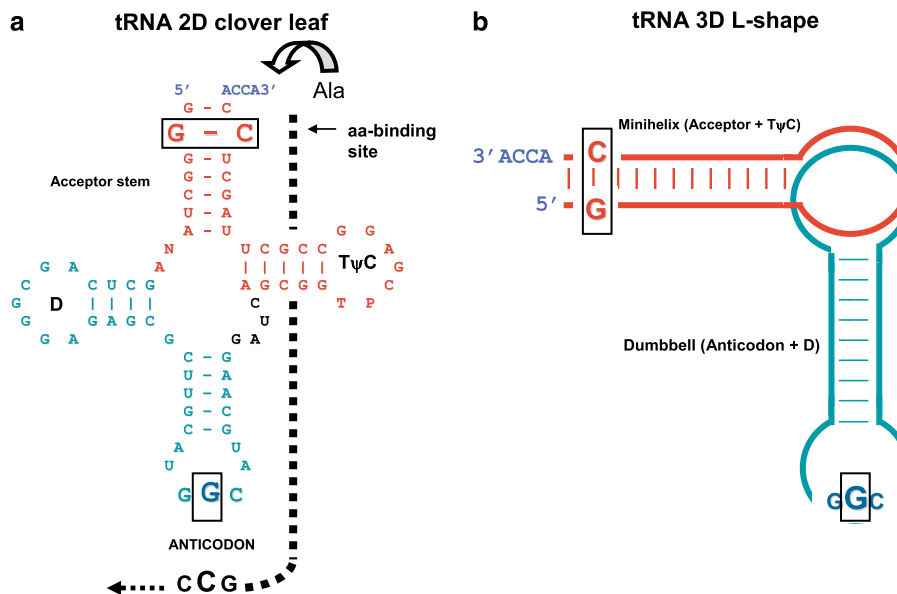 a
tRNA 2D clover leaf
5’ ACCA3’
Ala
G – C
G – C
aa-binding
site
G – U
G – C
C – G
U – A
A – U
Acceptor stem
N
A
U C G C C
G G
A
G
C
P
T
TψC
A G C G G
C
U
A
G
G A
C
G
G
G A
D
C U C G
G A G C
G
C – G
U – A
U – A
G – C
C – G
A
U
U
A
G G C
ANTICODON
C C G
b
tRNA 3D L-shape
Minihelix (Acceptor + TψC)
3’ACCA
C
5’
G
Dumbbell (Anticodon + D)
G G C